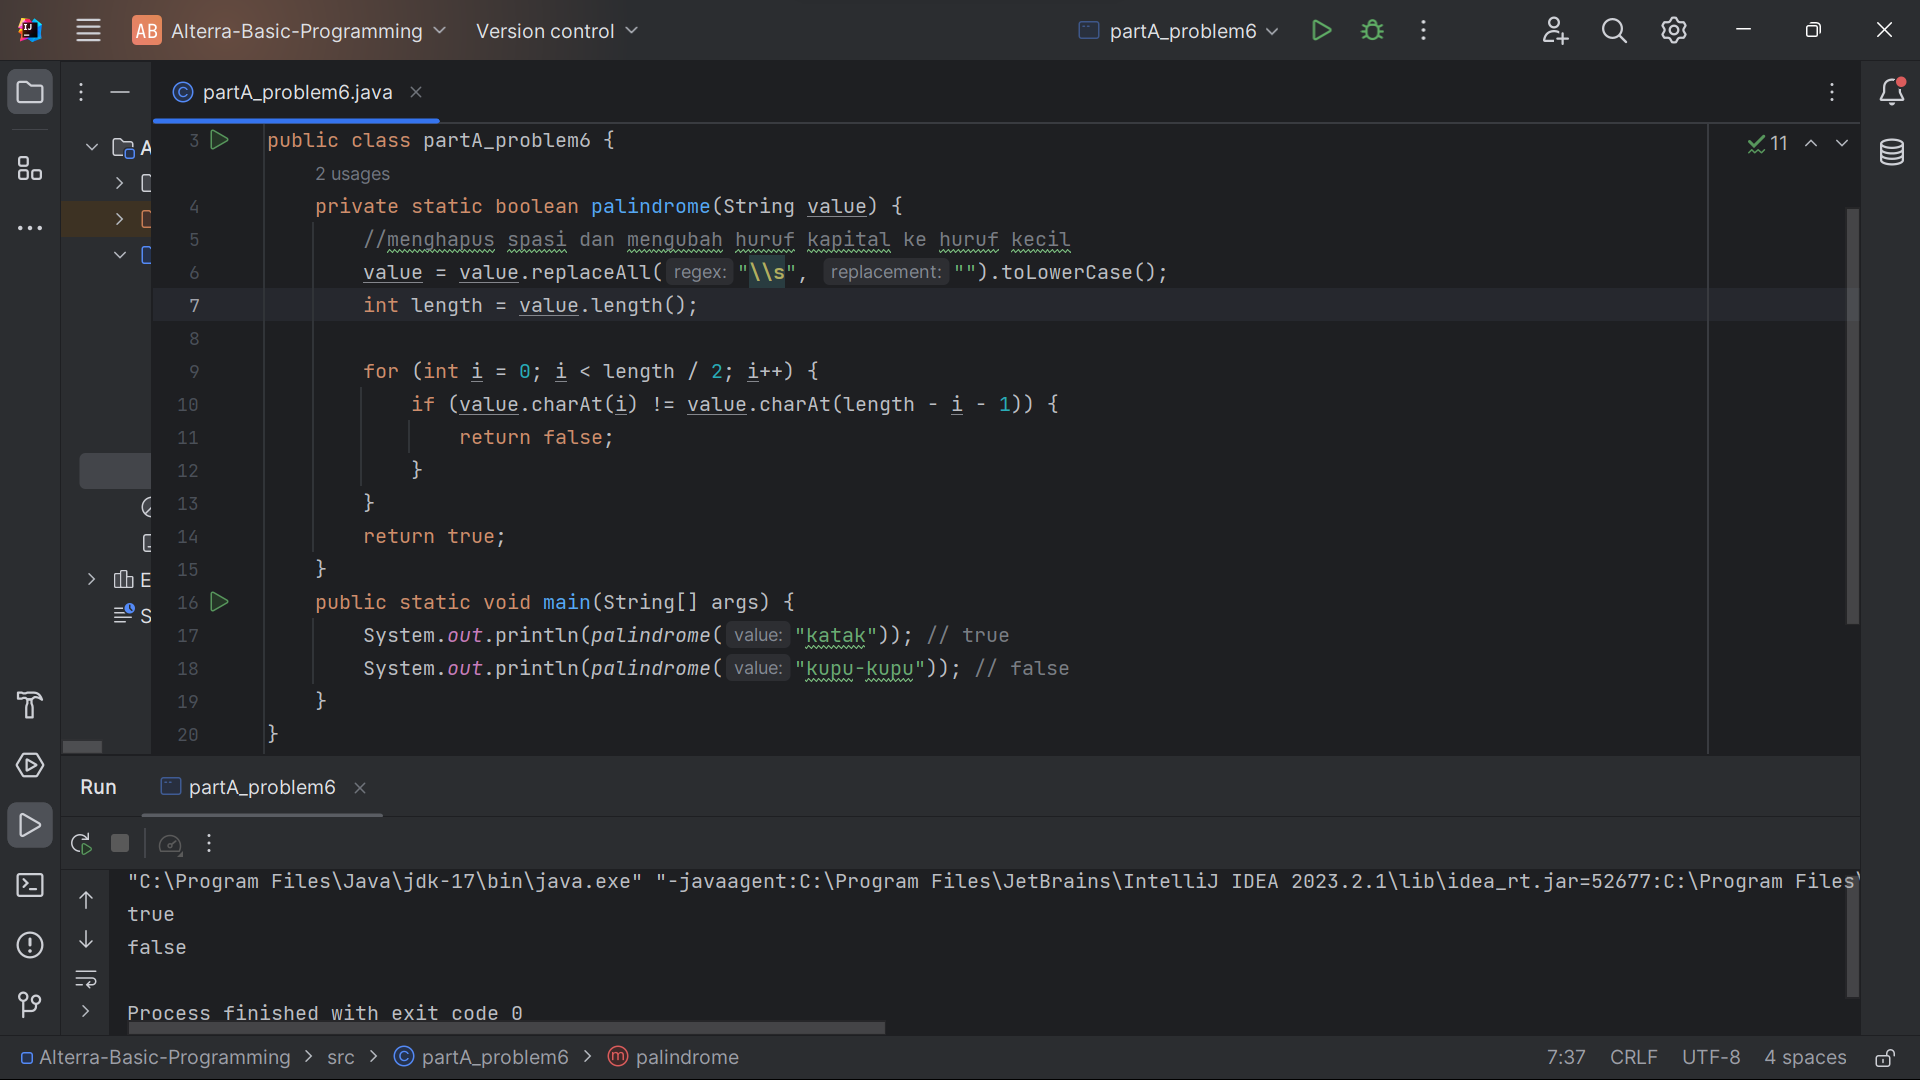 AB Alterra-Basic-Programming Version control partA_problem6
partA_problem6.java
A
E
S
11
3 public class partA_problem6 {
2 usages
4 private static boolean palindrome(String value) {
5 //menghapus spasi dan mengubah huruf kapital ke huruf kecil
6 value = value.replaceAll( regex: "\\s", replacement: "").toLowerCase();
7 int length = value.length();
8
9 for (int i = 0; i < length / 2; i++) {
10 if (value.charAt(i) != value.charAt(length - i - 1)) {
11 return false;
12 }
13 }
14 return true;
15 }
16 public static void main(String[] args) {
17 System.out.println(palindrome( value: "katak")); // true
18 System.out.println(palindrome( value: "kupu-kupu")); // false
19 }
20 }
Run partA_problem6
"C:\Program Files\Java\jdk-17\bin\java.exe" "-javaagent:C:\Program Files\JetBrains\IntelliJ IDEA 2023.2.1\lib\idea_rt.jar=52677:C:\Program Files\
true
false
Process finished with exit code 0
Alterra-Basic-Programming > src > partA_problem6 > palindrome 7:37 CRLF UTF-8 4 spaces